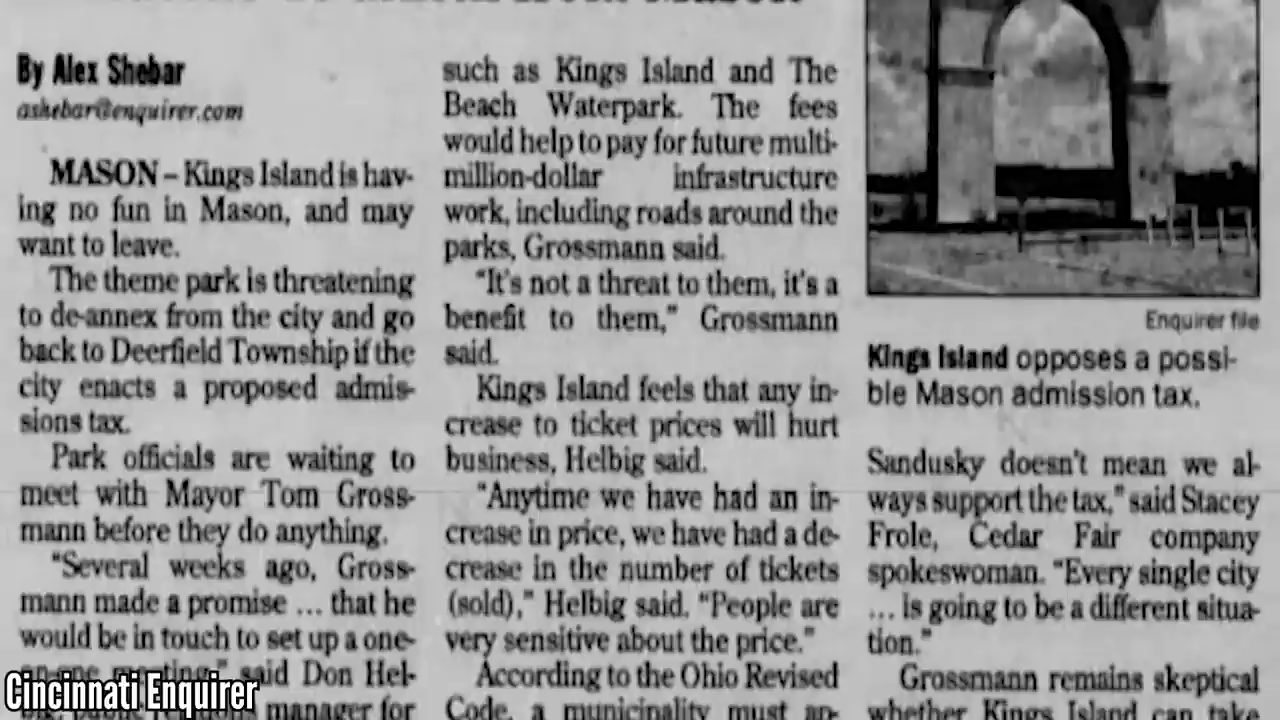 By Alex Shebar
ashebar@enquirer.com
MASON – Kings Island is hav-
ing no fun in Mason, and may
want to leave.
The theme park is threatening
to de-annex from the city and go
back to Deerfield Township if the
city enacts a proposed admis-
sions tax.
Park officials are waiting to
meet with Mayor Tom Gross-
mann before they do anything.
“Several weeks ago, Gross-
mann made a promise ... that he
would be in touch to set up a one-
on-one meeting,” said Don Hel-
manager for
such as Kings Island and The
Beach Waterpark. The fees
would help to pay for future multi-
million-dollar infrastructure
work, including roads around the
parks, Grossmann said.
“It's not a threat to them, it's a
benefit to them,” Grossmann
said.
Kings Island feels that any in-
crease to ticket prices will hurt
business, Helbig said.
“Anytime we have had an in-
crease in price, we have had a de-
crease in the number of tickets
(sold),” Helbig said. “People are
very sensitive about the price.”
According to the Ohio Revised
Code, a municipality must an-
Enquirer file
Kings Island opposes a possi-
ble Mason admission tax.
Sandusky doesn't mean we al-
ways support the tax,” said Stacey
Frole, Cedar Fair company
spokeswoman. “Every single city
... is going to be a different situa-
tion.”
Grossmann remains skeptical
whether Kings Island can take
Cincinnati Enquirer